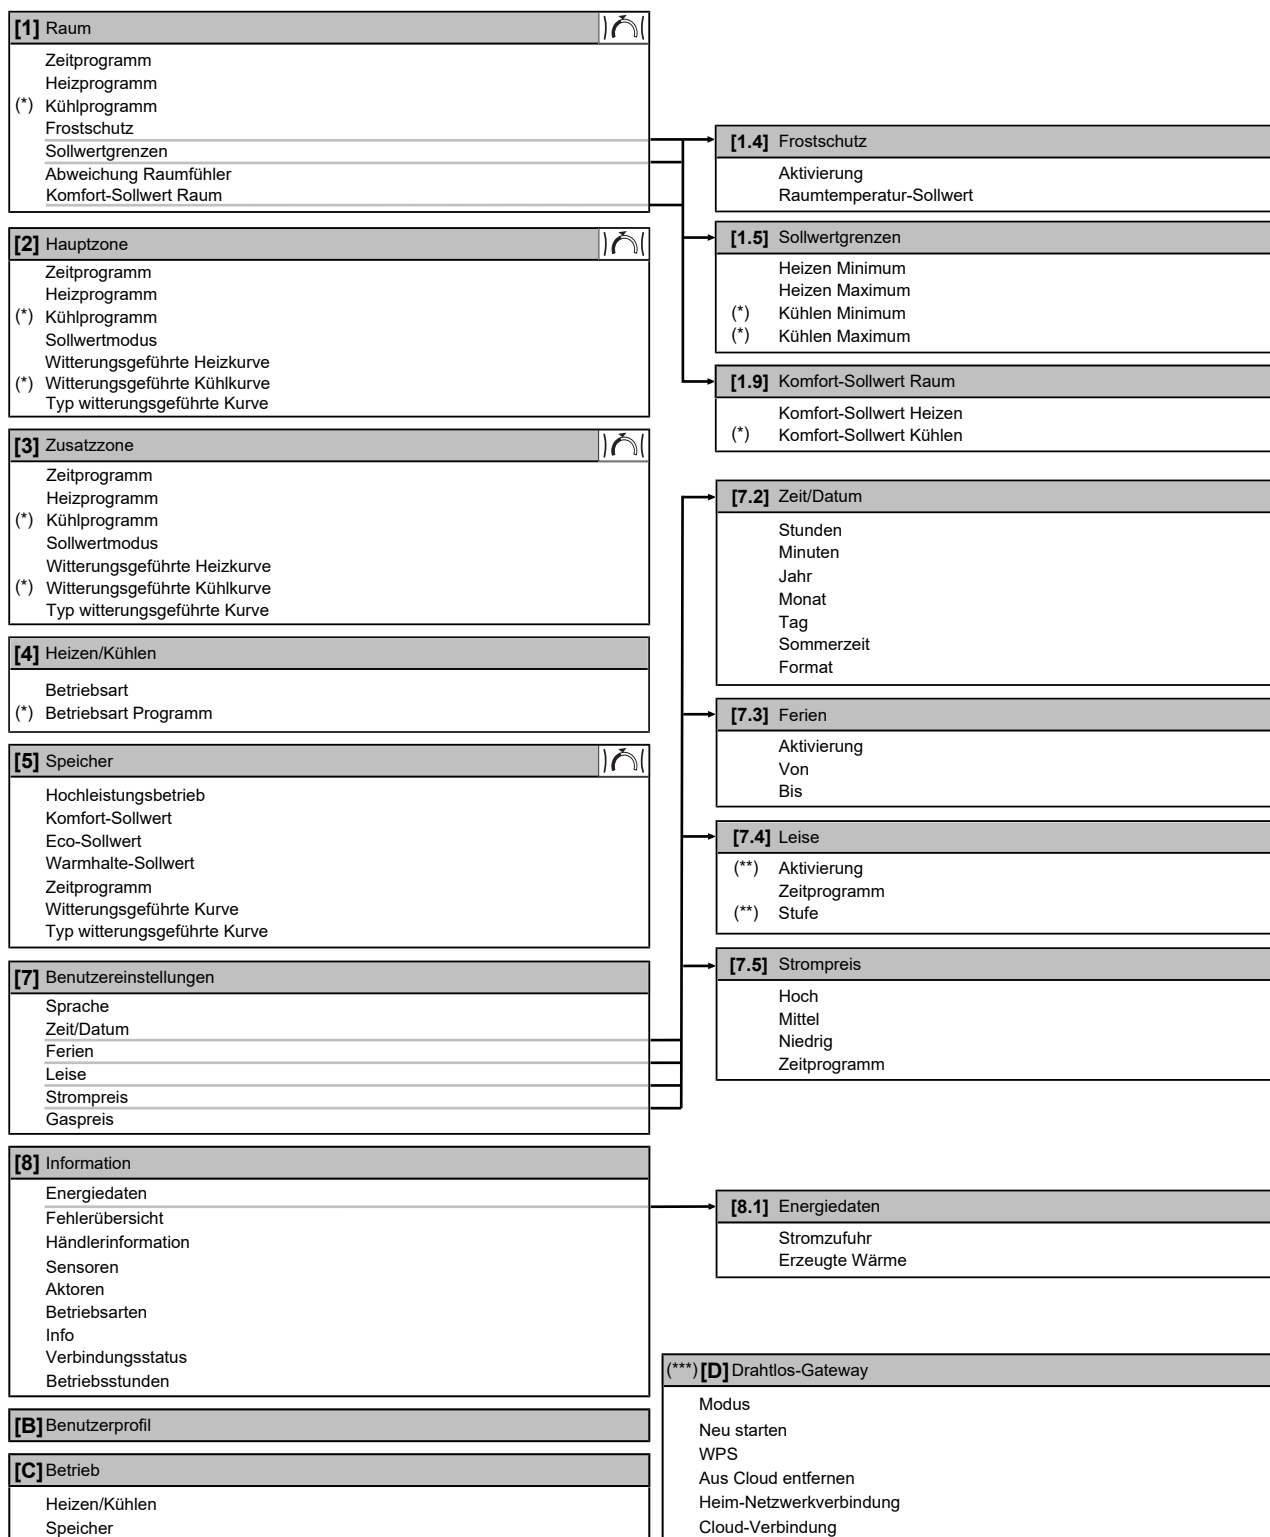 [1] Raum
Zeitprogramm
Heizprogramm
(*) Kühlprogramm
Frostschutz
Sollwertgrenzen
Abweichung Raumfühler
Komfort-Sollwert Raum
[2] Hauptzone
Zeitprogramm
Heizprogramm
(*) Kühlprogramm
Sollwertmodus
Witterungsgeführte Heizkurve
(*) Witterungsgeführte Kühlkurve
Typ witterungsgeführte Kurve
[3] Zusatzzone
Zeitprogramm
Heizprogramm
(*) Kühlprogramm
Sollwertmodus
Witterungsgeführte Heizkurve
(*) Witterungsgeführte Kühlkurve
Typ witterungsgeführte Kurve
[4] Heizen/Kühlen
Betriebsart
(*) Betriebsart Programm
[5] Speicher
Hochleistungsbetrieb
Komfort-Sollwert
Eco-Sollwert
Warmhalte-Sollwert
Zeitprogramm
Witterungsgeführte Kurve
Typ witterungsgeführte Kurve
[7] Benutzereinstellungen
Sprache
Zeit/Datum
Ferien
Leise
Strompreis
Gaspreis
[8] Information
Energiedaten
Fehlerübersicht
Händlerinformation
Sensoren
Aktoren
Betriebsarten
Info
Verbindungsstatus
Betriebsstunden
[B] Benutzerprofil
[C] Betrieb
Heizen/Kühlen
Speicher
[1.4] Frostschutz
Aktivierung
Raumtemperatur-Sollwert
[1.5] Sollwertgrenzen
Heizen Minimum
Heizen Maximum
(*) Kühlen Minimum
(*) Kühlen Maximum
[1.9] Komfort-Sollwert Raum
Komfort-Sollwert Heizen
(*) Komfort-Sollwert Kühlen
[7.2] Zeit/Datum
Stunden
Minuten
Jahr
Monat
Tag
Sommerzeit
Format
[7.3] Ferien
Aktivierung
Von
Bis
[7.4] Leise
(**) Aktivierung
Zeitprogramm
(**) Stufe
[7.5] Strompreis
Hoch
Mittel
Niedrig
Zeitprogramm
[8.1] Energiedaten
Stromzufuhr
Erzeugte Wärme
(***) [D] Drahtlos-Gateway
Modus
Neu starten
WPS
Aus Cloud entfernen
Heim-Netzwerkverbindung
Cloud-Verbindung